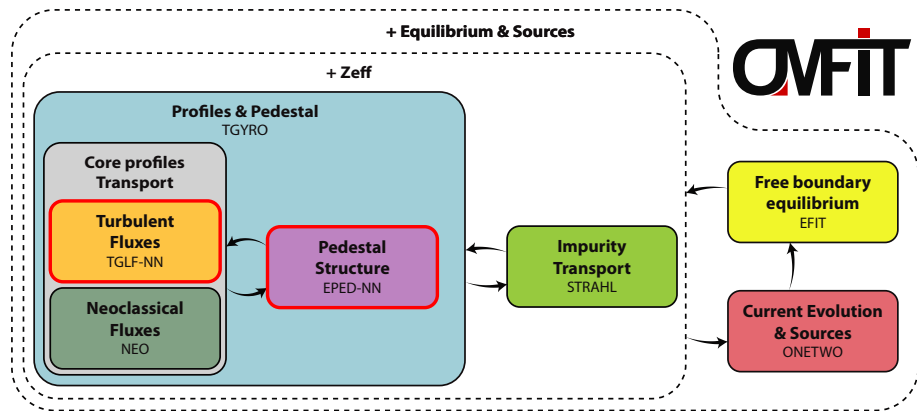 + Equilibrium & Sources
OMFIT
+ Zeff
Profiles & Pedestal
TGYRO
Core profiles
Transport
Turbulent
Fluxes
TGLF-NN
Neoclassical
Fluxes
NEO
Pedestal
Structure
EPED-NN
Impurity
Transport
STRAHL
Free boundary
equilibrium
EFIT
Current Evolution
& Sources
ONETWO